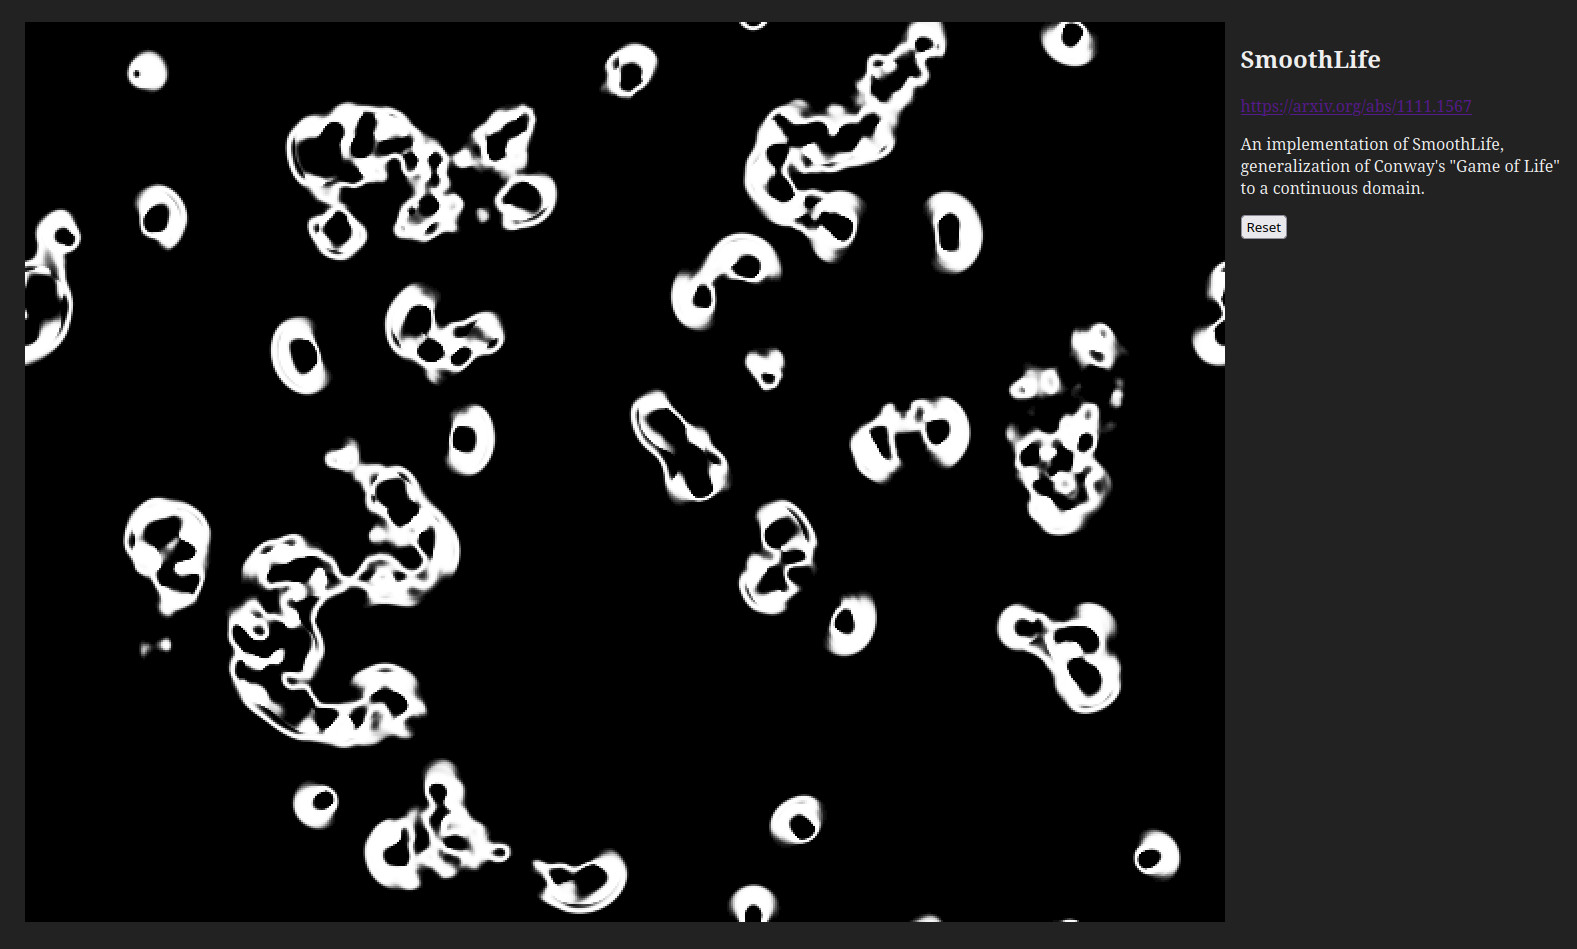 SmoothLife
https://arxiv.org/abs/1111.1567
An implementation of SmoothLife,
generalization of Conway's "Game of Life"
to a continuous domain.
Reset